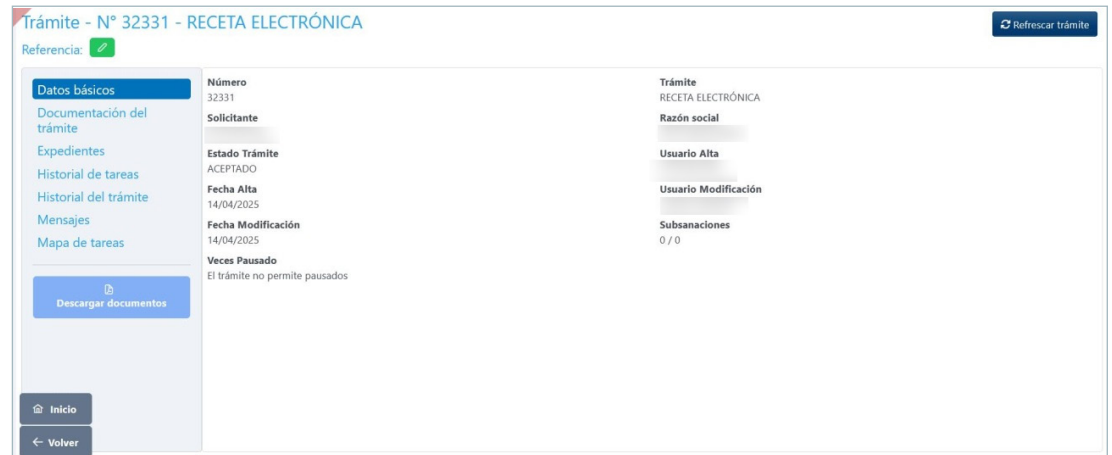 Trámite - N° 32331 - RECETA ELECTRÓNICA
Refrescar trámite
Referencia:
Datos básicos
Documentación del
trámite
Expedientes
Historial de tareas
Historial del trámite
Mensajes
Mapa de tareas
Descargar documentos
Inicio
Volver
Número
32331
Solicitante
Estado Trámite
ACEPTADO
Fecha Alta
14/04/2025
Fecha Modificación
14/04/2025
Veces Pausado
El trámite no permite pausados
Trámite
RECETA ELECTRÓNICA
Razón social
Usuario Alta
Usuario Modificación
Subsanaciones
0 / 0